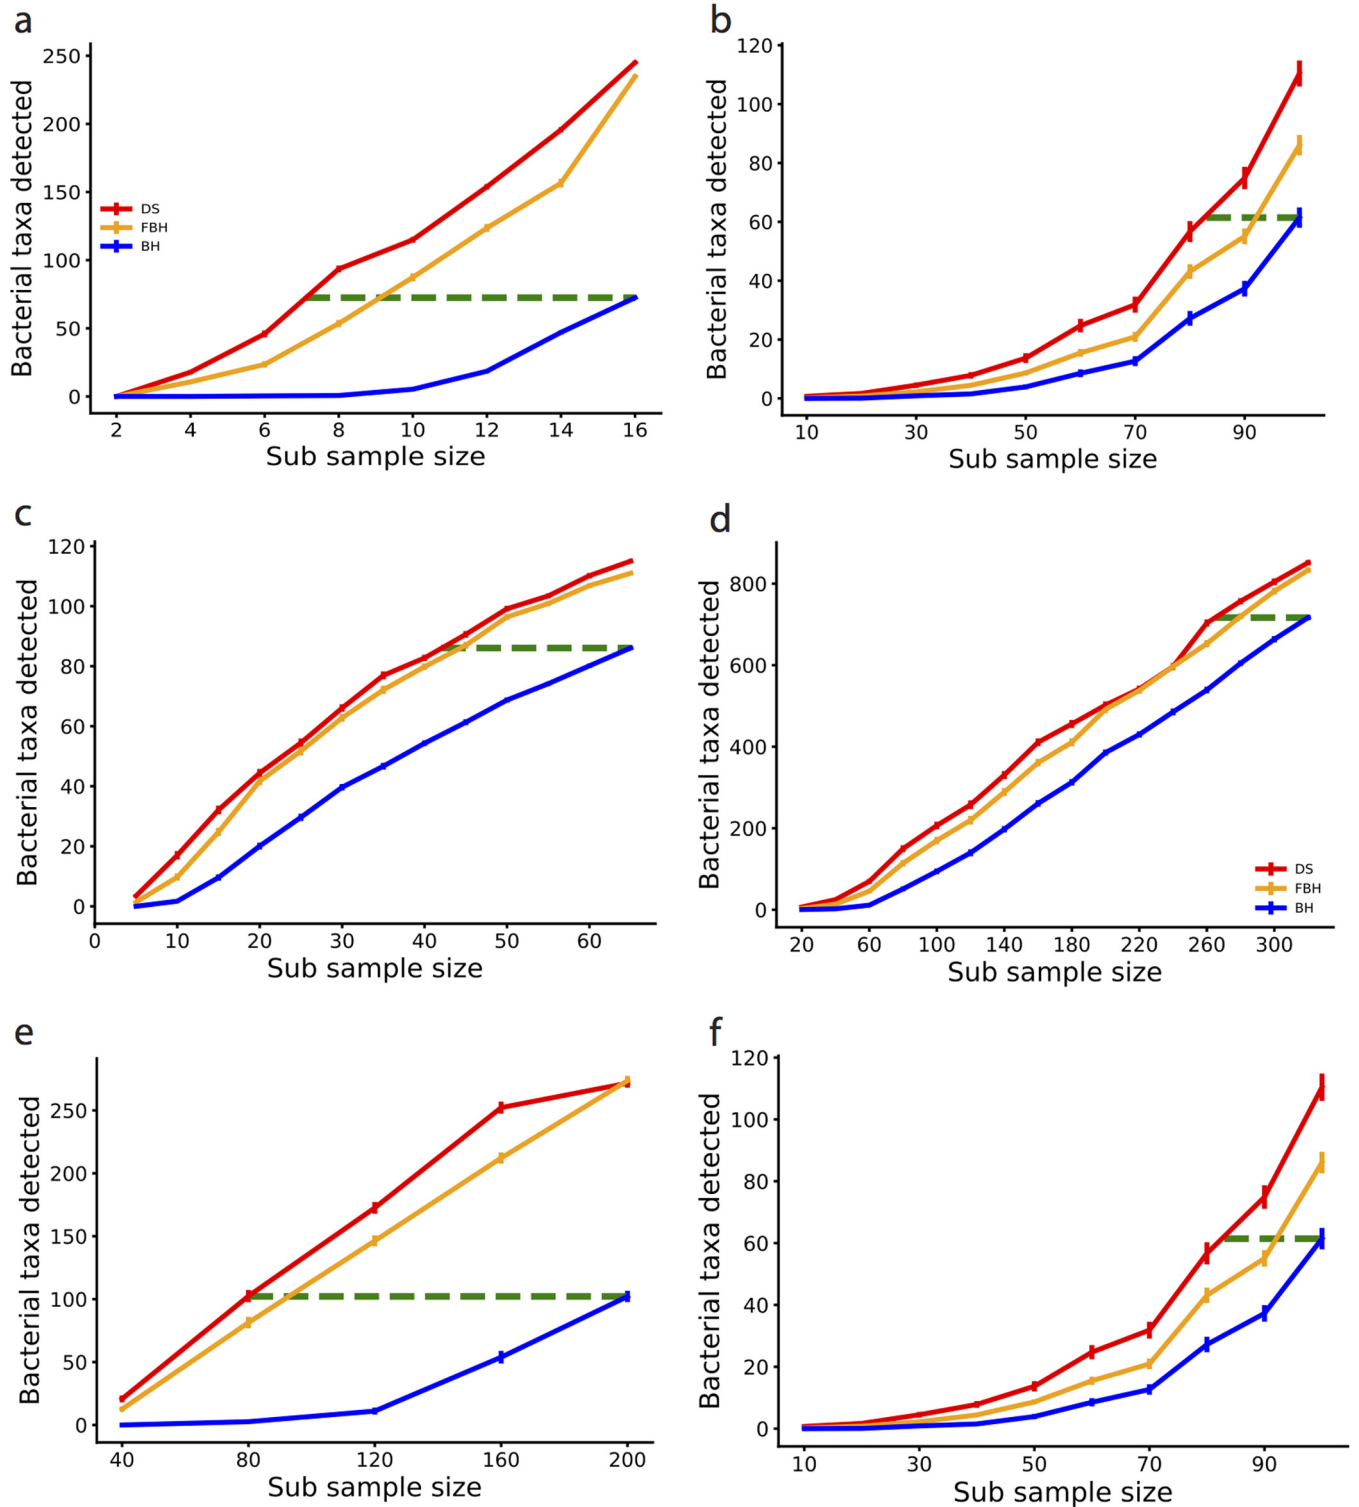 a
Bacterial taxa detected
250
200
150
100
50
0
DS
FBH
BH
2 4 6 8 10 12 14 16
Sub sample size
b
Bacterial taxa detected
120
100
80
60
40
20
0
10 30 50 70 90
Sub sample size
c
Bacterial taxa detected
120
100
80
60
40
20
0
0 10 20 30 40 50 60
Sub sample size
d
Bacterial taxa detected
800
600
400
200
0
DS
FBH
BH
20 60 100 140 180 220 260 300
Sub sample size
e
Bacterial taxa detected
250
200
150
100
50
0
40 80 120 160 200
Sub sample size
f
Bacterial taxa detected
120
100
80
60
40
20
0
10 30 50 70 90
Sub sample size